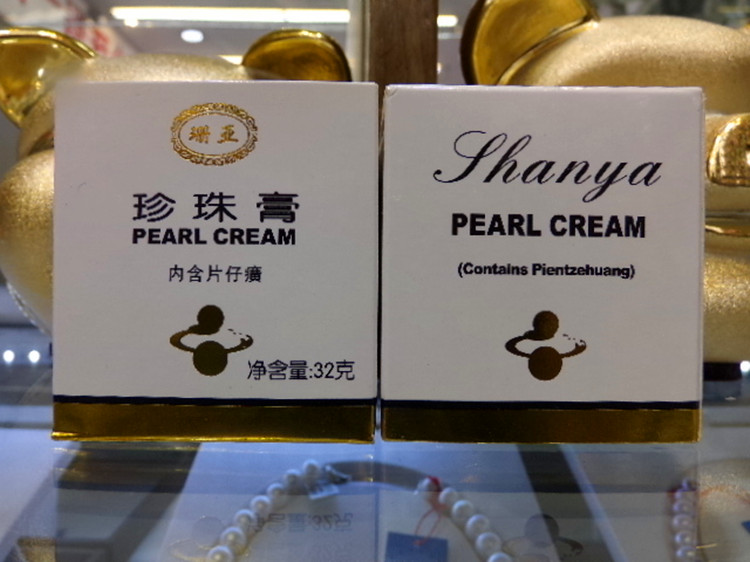 珊亚
珍珠膏
PEARL CREAM
内含片仔癀
净含量:32克
Shanya
PEARL CREAM
(Contains Pientzehuang)